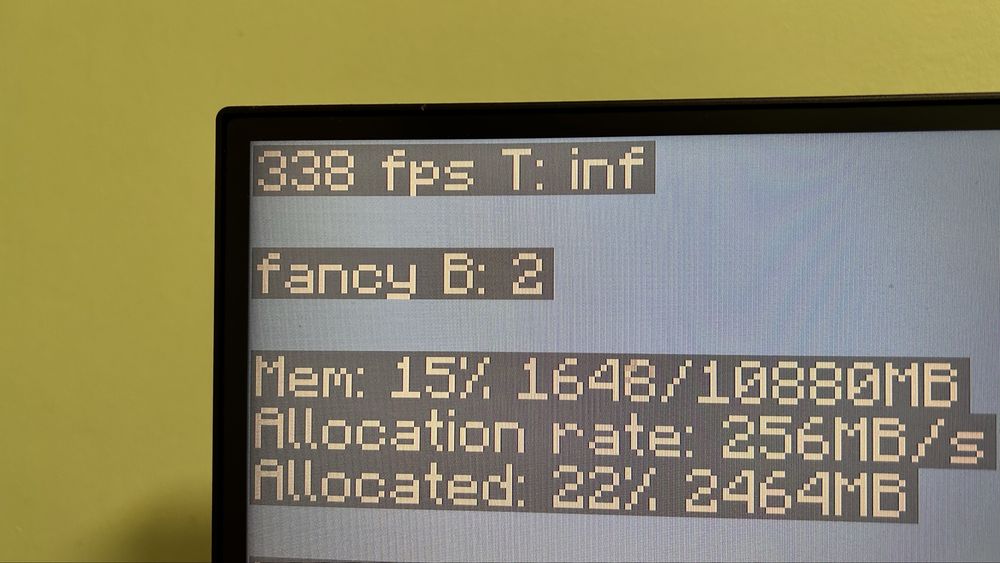 338 fps T: inf
fancy B: 2
Mem: 15% 1648/10880MB
Allocation rate: 256MB/s
Allocated: 22% 2464MB